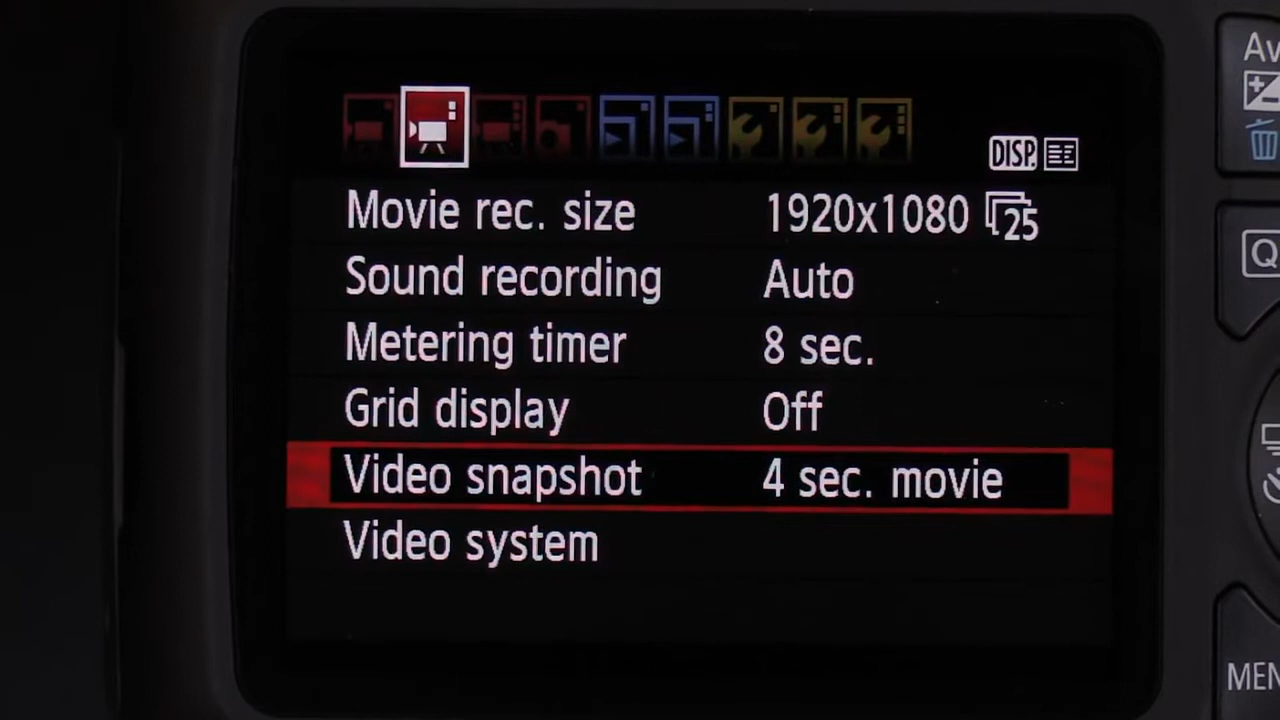 Av
DISP.
Movie rec. size 1920x1080 25
Sound recording Auto
Q
Metering timer 8 sec.
Grid display Off
Video snapshot 4 sec. movie
Video system
MEN